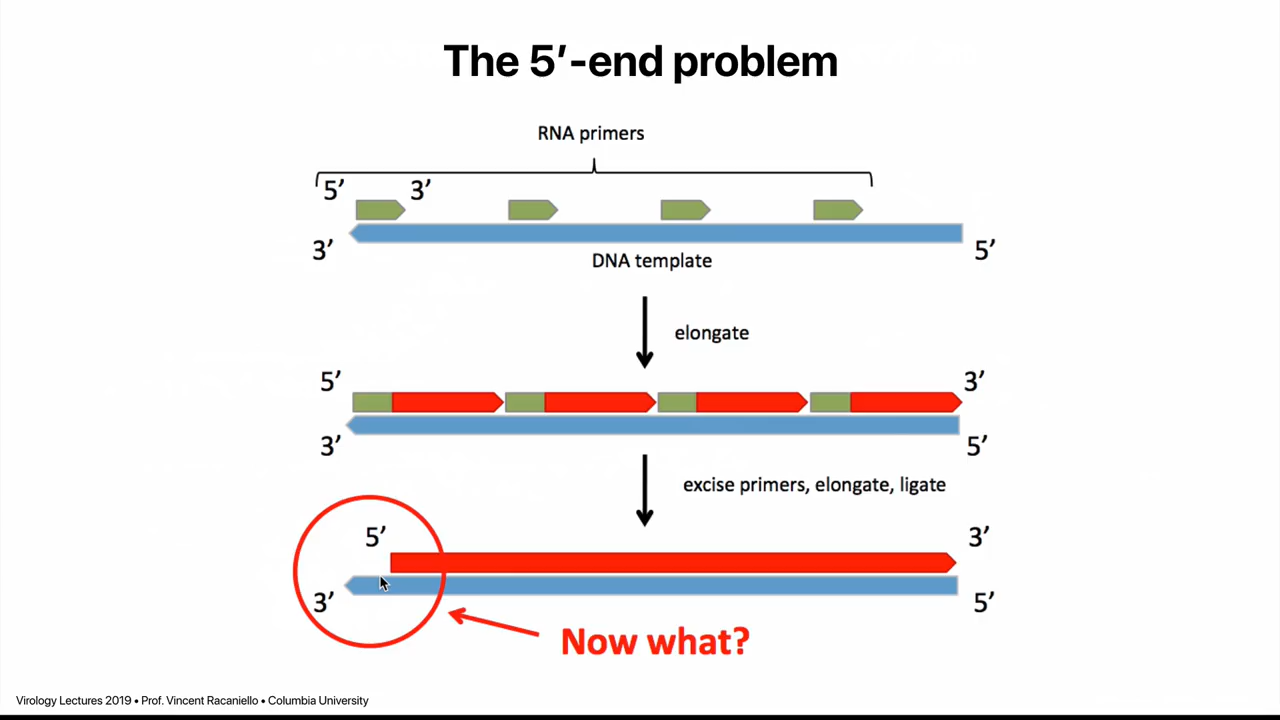 The 5′-end problem
RNA primers
5’ 3’
3’ 5’
DNA template
elongate
5’ 3’
3’ 5’
excise primers, elongate, ligate
5’ 3’
3’ 5’
Now what?
Virology Lectures 2019 • Prof. Vincent Racaniello • Columbia University